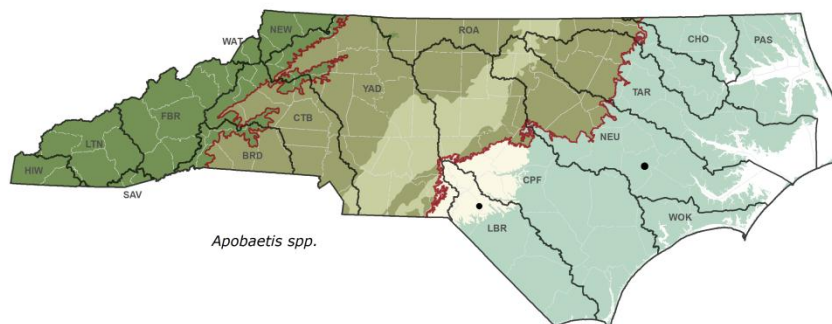 WAT
NEW
ROA
CHO
PAS
YAD
TAR
FBR
CTB
LTN
NEU
BRD
HIW
CPF
SAV
WOK
LBR
Apobaetis spp.